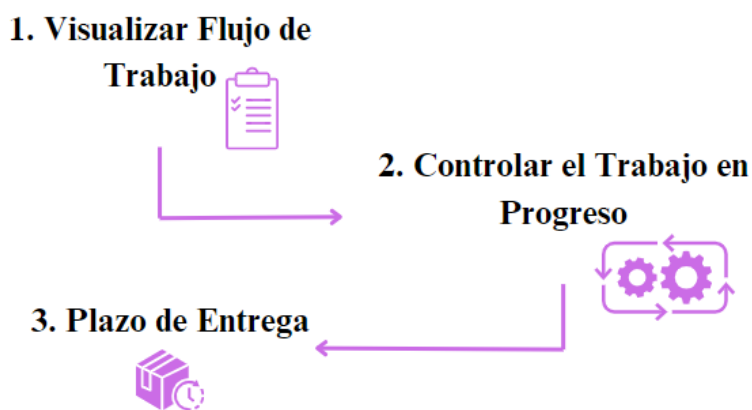 1. Visualizar Flujo de
Trabajo
2. Controlar el Trabajo en
Progreso
3. Plazo de Entrega